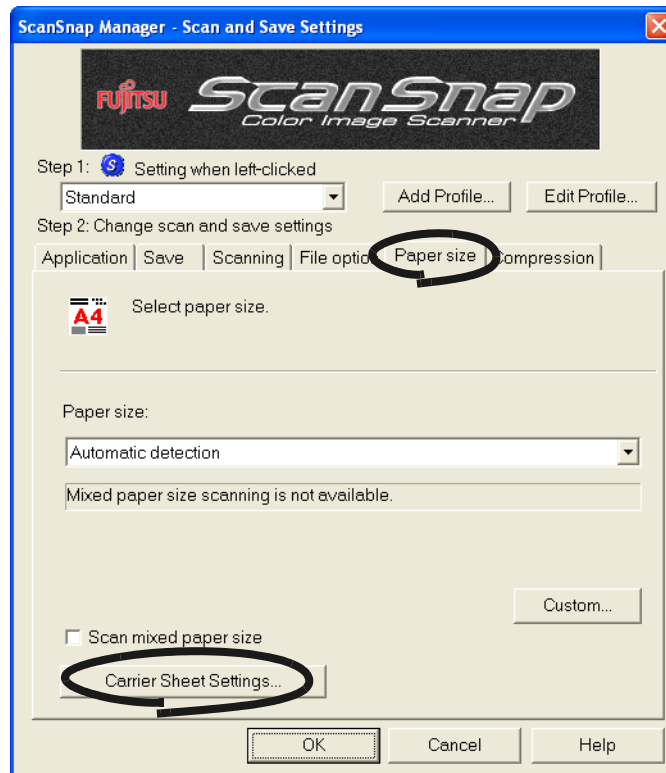 ScanSnap Manager - Scan and Save Settings
FUJITSU ScanSnap
Color Image Scanner
Step 1: S Setting when left-clicked
Standard Add Profile... Edit Profile...
Step 2: Change scan and save settings
Application Save Scanning File optio Paper size ompression
A4 Select paper size.
Paper size:
Automatic detection
Mixed paper size scanning is not available.
Custom...
Scan mixed paper size
Carrier Sheet Settings...
OK Cancel Help